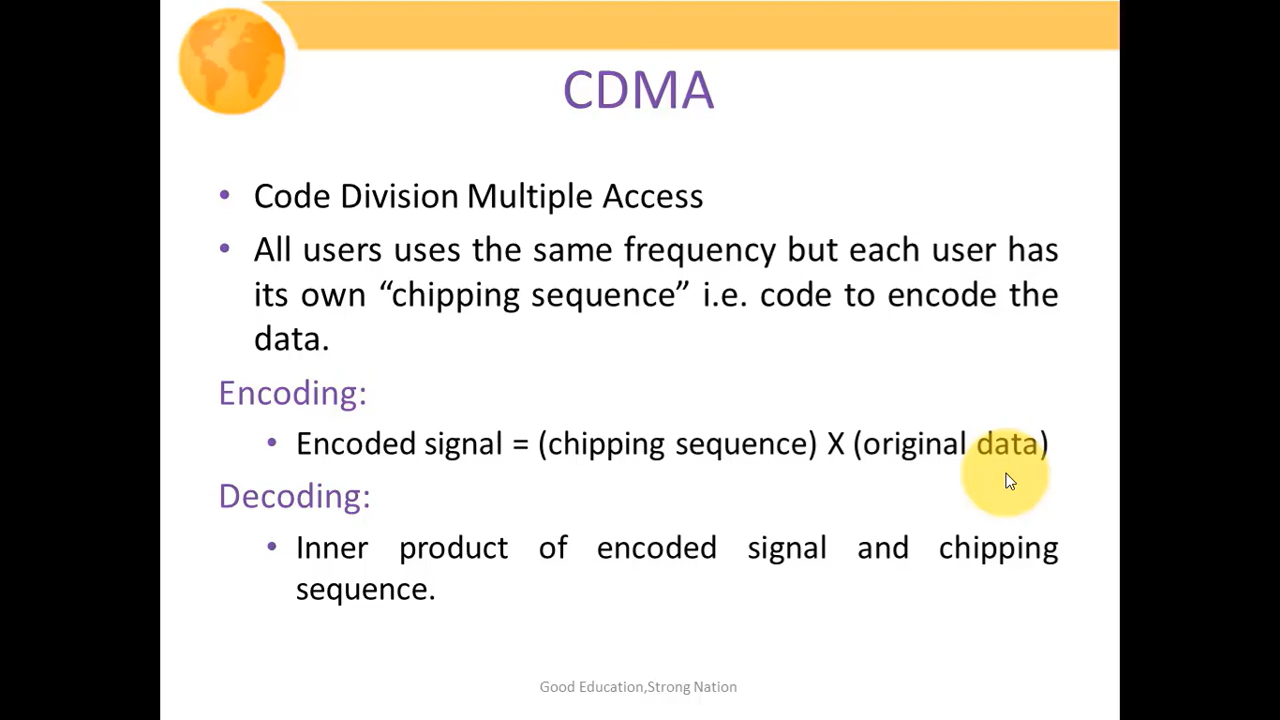 CDMA
• Code Division Multiple Access
• All users uses the same frequency but each user has
its own “chipping sequence” i.e. code to encode the
data.
Encoding:
• Encoded signal = (chipping sequence) X (original data)
Decoding:
• Inner product of encoded signal and chipping
sequence.
Good Education,Strong Nation